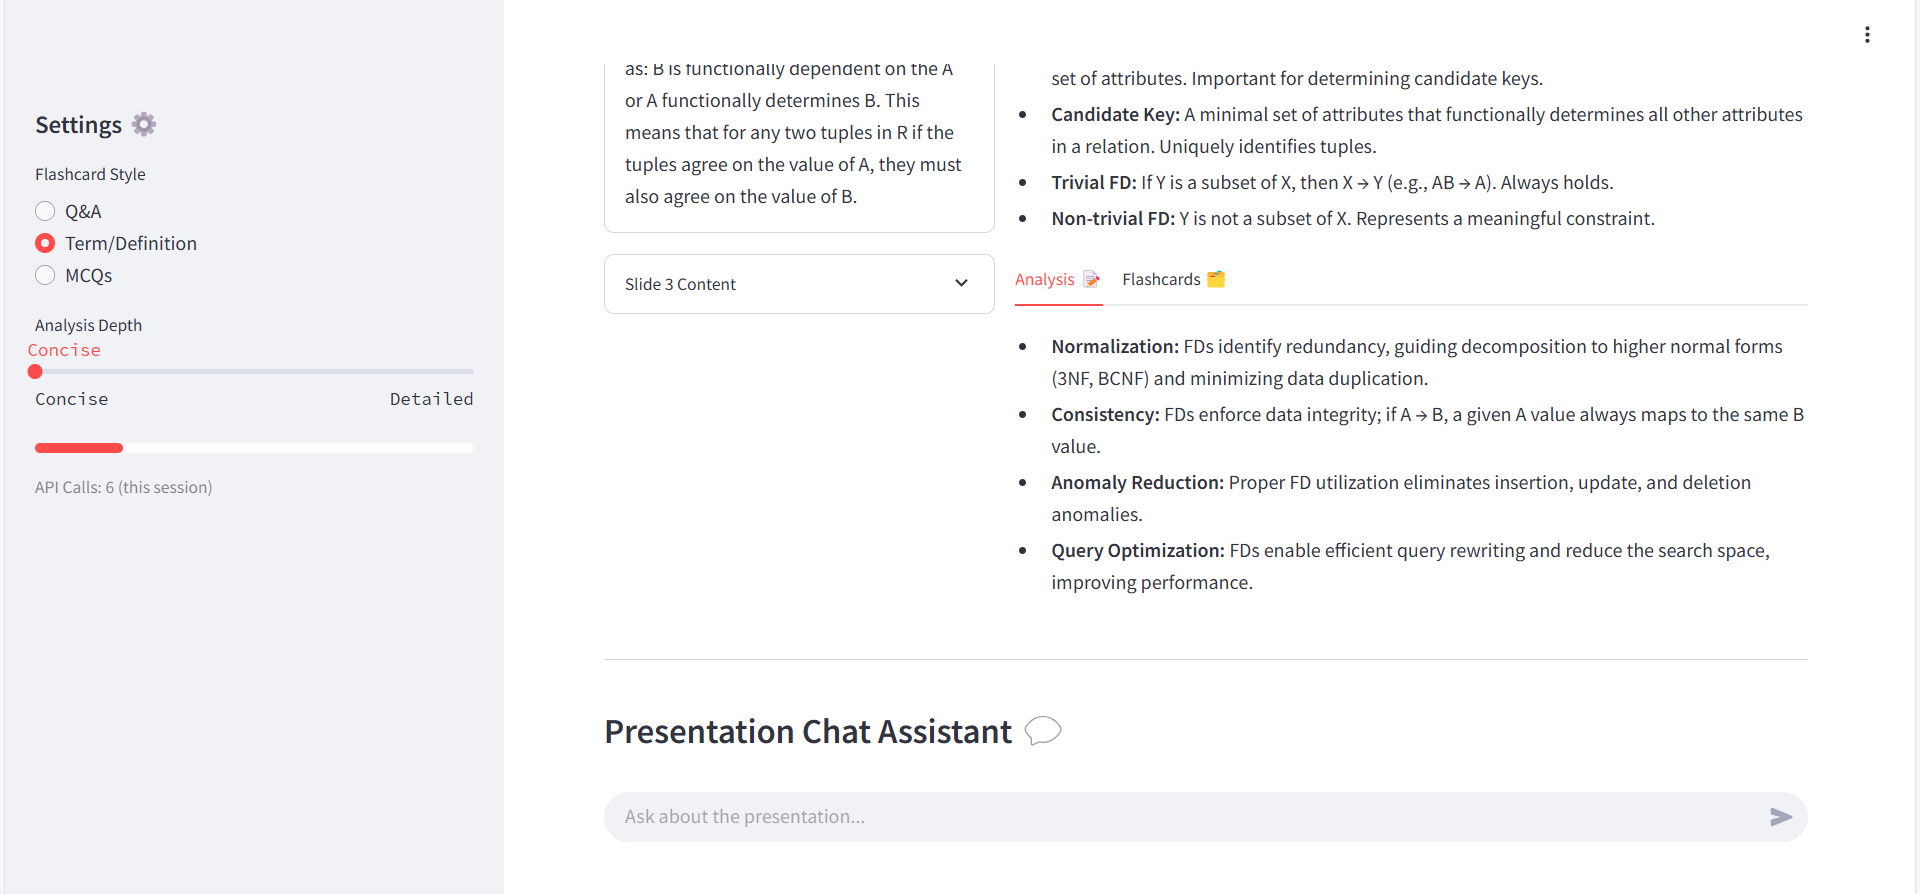 Settings
Flashcard Style
Q&A
Term/Definition
MCQs
Analysis Depth
Concise
Concise
Detailed
API Calls: 6 (this session)
as: B is functionally dependent on the A
or A functionally determines B. This
means that for any two tuples in R if the
tuples agree on the value of A, they must
also agree on the value of B.
set of attributes. Important for determining candidate keys.
Candidate Key: A minimal set of attributes that functionally determines all other attributes
in a relation. Uniquely identifies tuples.
Trivial FD: If Y is a subset of X, then X → Y (e.g., AB → A). Always holds.
Non-trivial FD: Y is not a subset of X. Represents a meaningful constraint.
Slide 3 Content
Analysis 📝
Flashcards 🗂️
Normalization: FDs identify redundancy, guiding decomposition to higher normal forms
(3NF, BCNF) and minimizing data duplication.
Consistency: FDs enforce data integrity; if A → B, a given A value always maps to the same B
value.
Anomaly Reduction: Proper FD utilization eliminates insertion, update, and deletion
anomalies.
Query Optimization: FDs enable efficient query rewriting and reduce the search space,
improving performance.
Presentation Chat Assistant
Ask about the presentation...